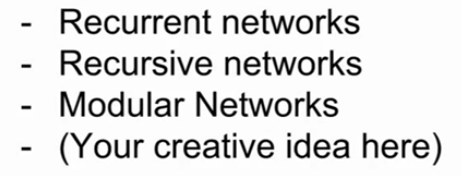 - Recurrent networks
- Recursive networks
- Modular Networks
- (Your creative idea here)